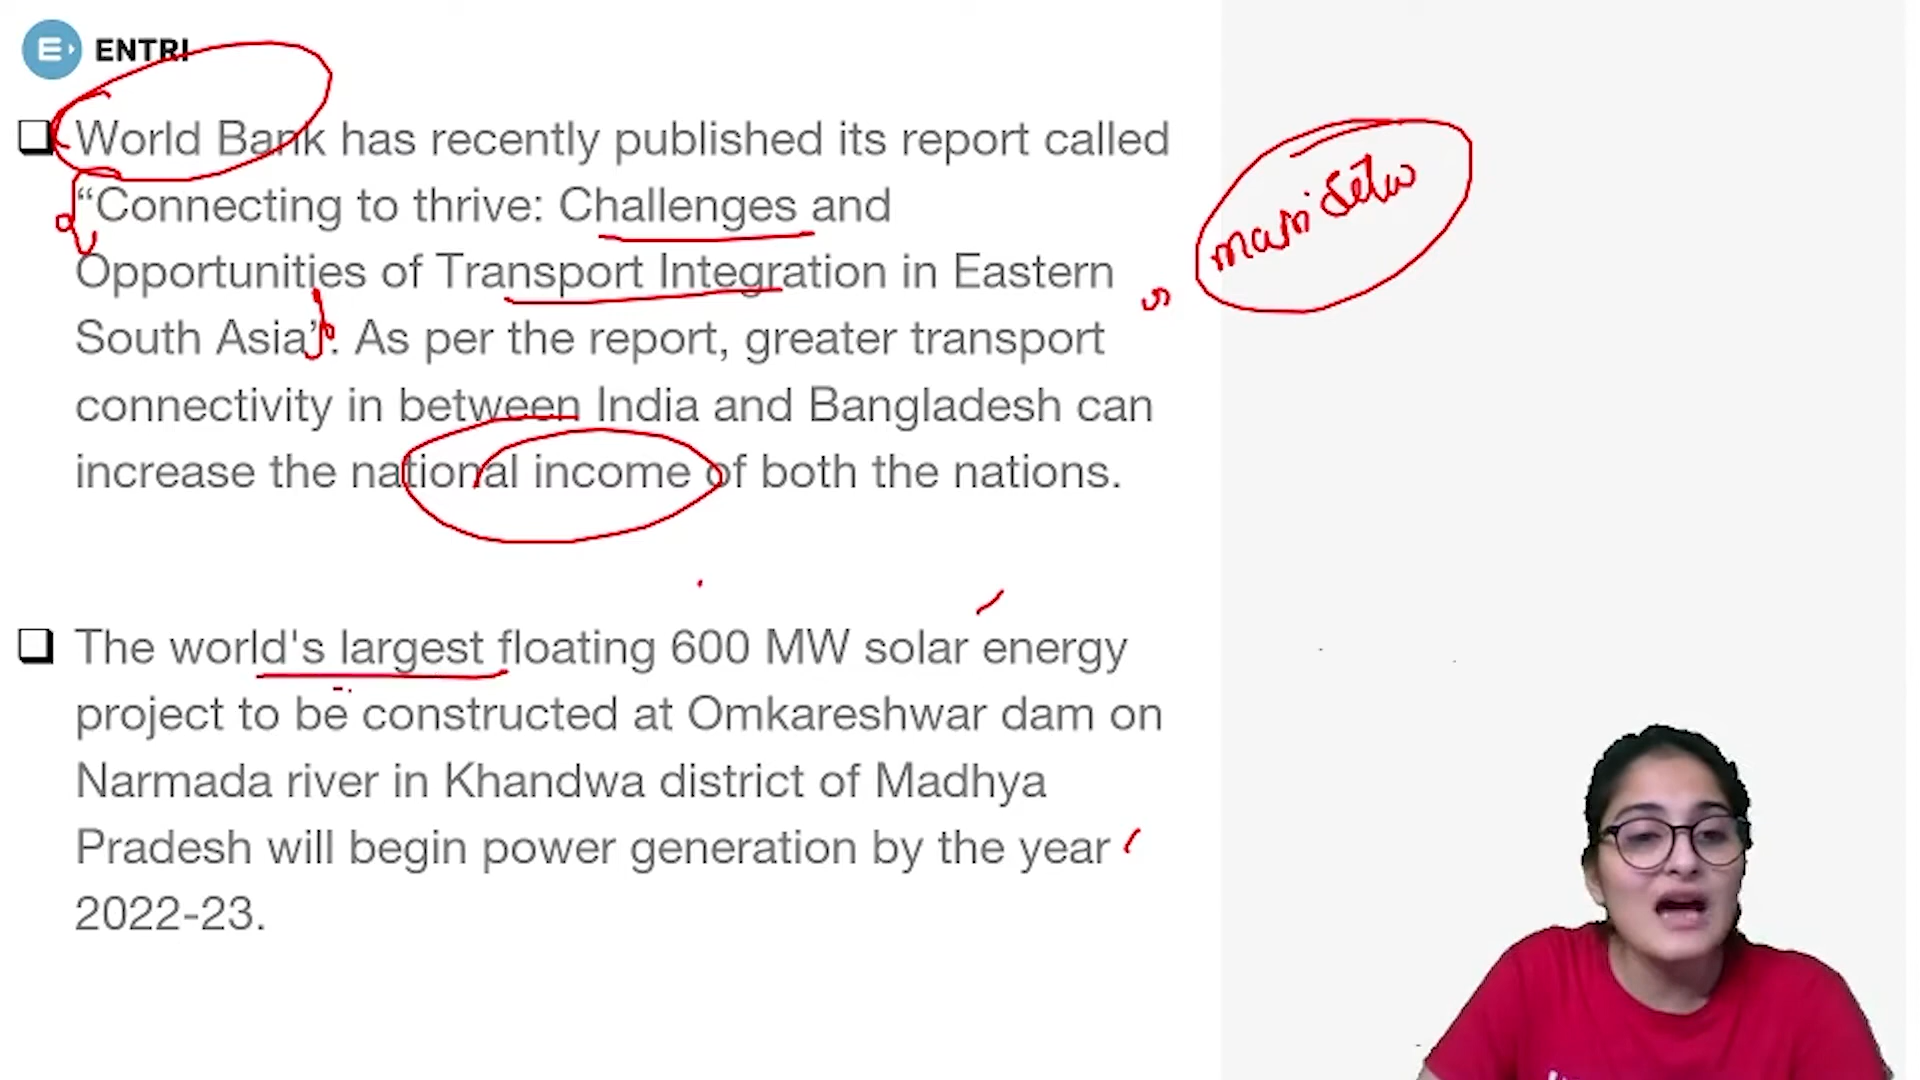 ENTRI
World Bank has recently published its report called
“Connecting to thrive: Challenges and
Opportunities of Transport Integration in Eastern
South Asia”. As per the report, greater transport
connectivity in between India and Bangladesh can
increase the national income of both the nations.
The world's largest floating 600 MW solar energy
project to be constructed at Omkareshwar dam on
Narmada river in Khandwa district of Madhya
Pradesh will begin power generation by the year
2022-23.